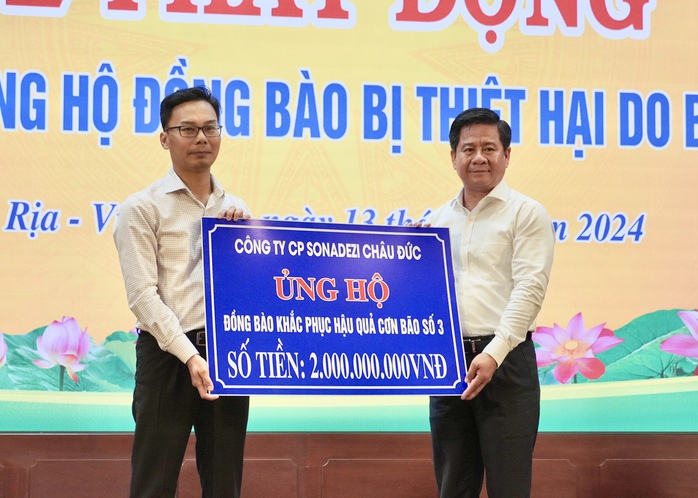 PHÁT ĐỘNG
NG HỘ ĐỒNG BÀO BỊ THIỆT HẠI DO B
Rịa - V ngày 13 thá 2024
CÔNG TY CP SONADEZI CHÂU ĐỨC
ỦNG HỘ
ĐỒNG BÀO KHẮC PHỤC HẬU QUẢ CƠN BÃO SỐ 3
SỐ TIỀN: 2.000.000.000VNĐ